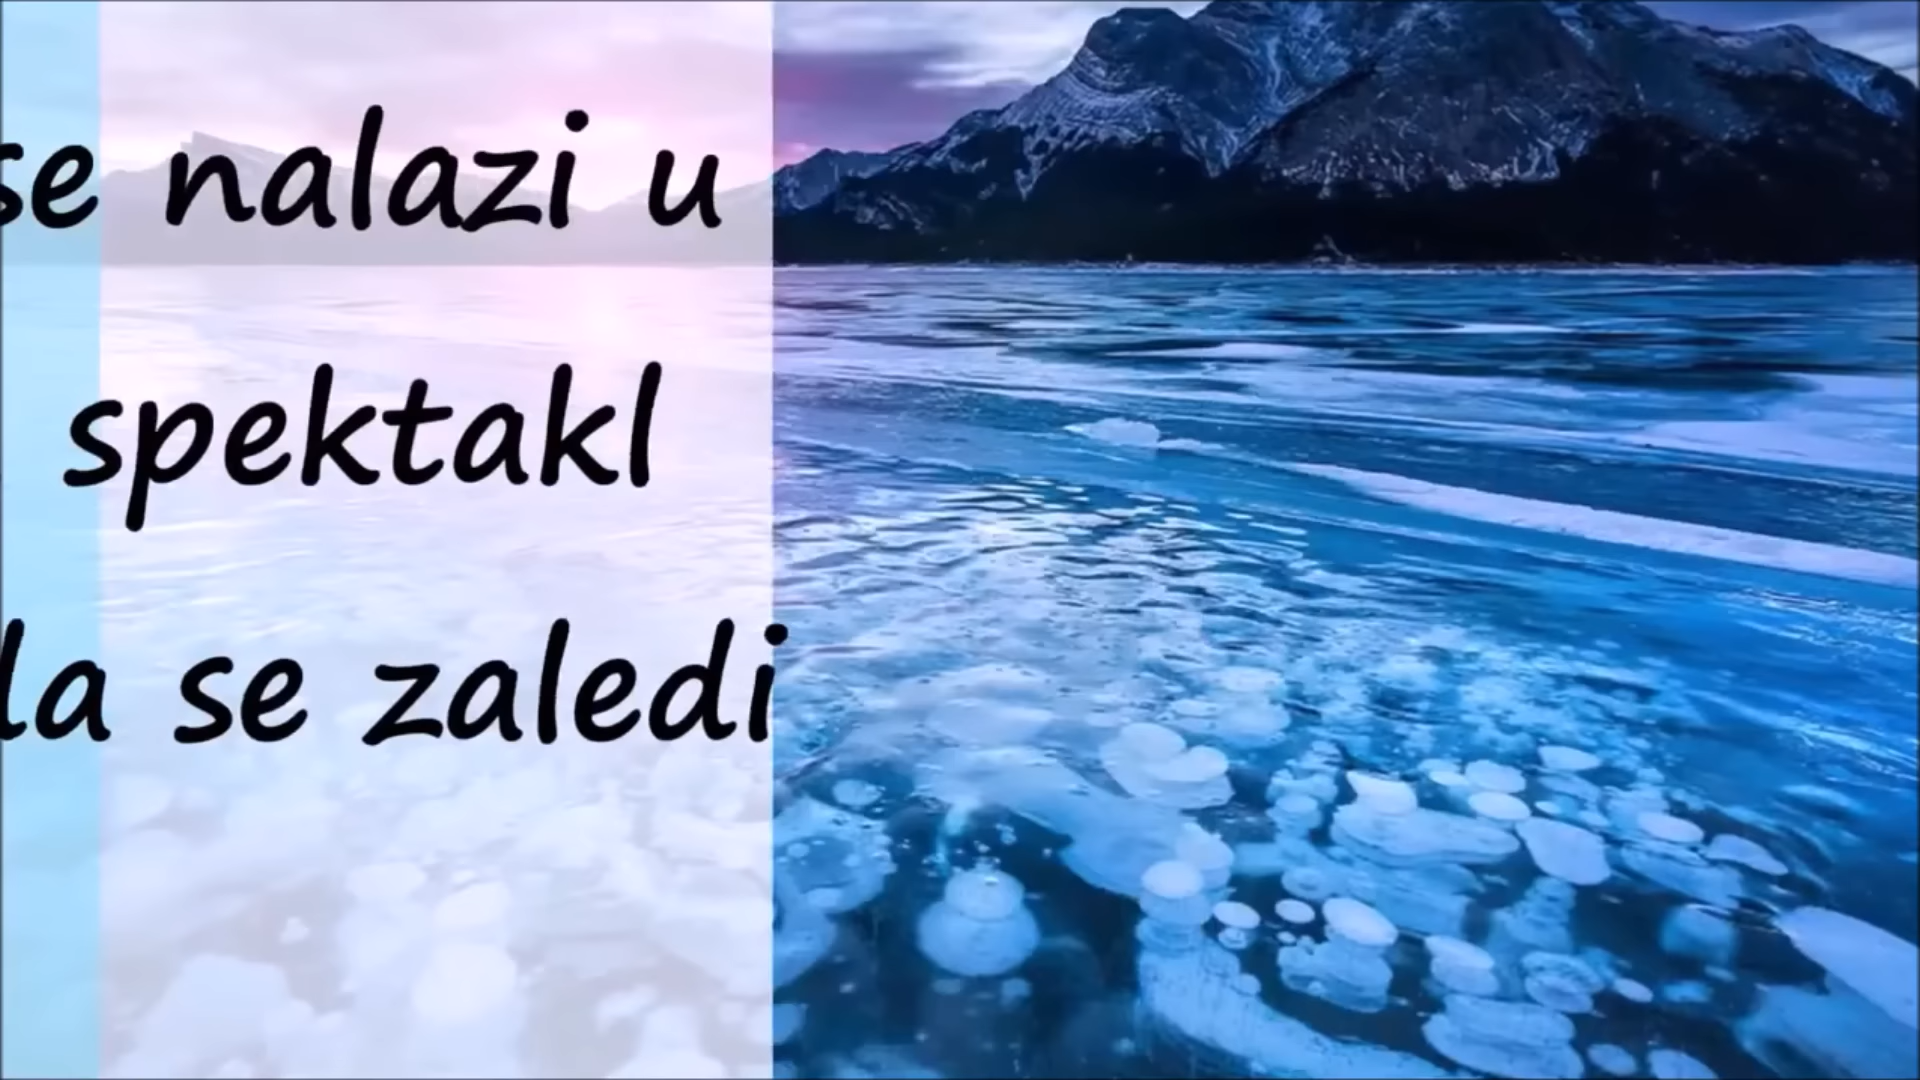 se nalazi u
spektakl
la se zaledi